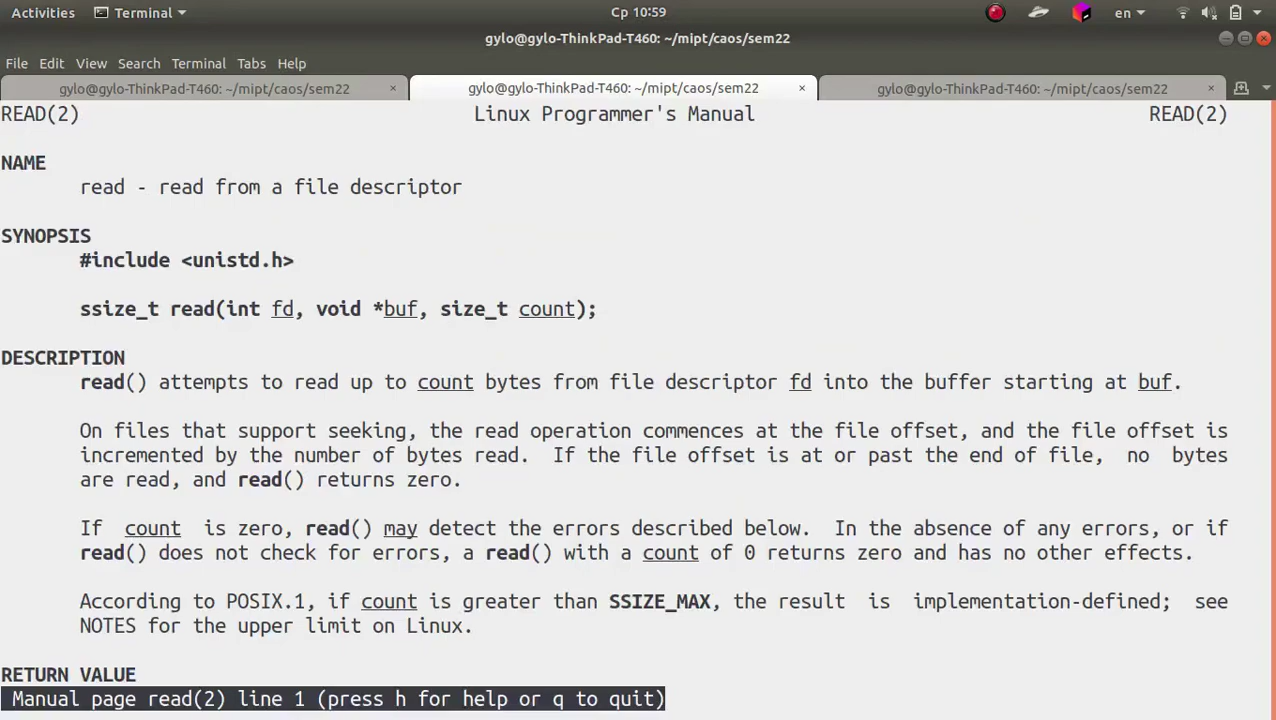 Activities Terminal Ср 10:59 en
gylo@gylo-ThinkPad-T460: ~/mipt/caos/sem22
File Edit View Search Terminal Tabs Help
gylo@gylo-ThinkPad-T460: ~/mipt/caos/sem22 × gylo@gylo-ThinkPad-T460: ~/mipt/caos/sem22 × gylo@gylo-ThinkPad-T460: ~/mipt/caos/sem22 ×
READ(2) Linux Programmer's Manual READ(2)
NAME
read - read from a file descriptor
SYNOPSIS
#include <unistd.h>
ssize_t read(int fd, void *buf, size_t count);
DESCRIPTION
read() attempts to read up to count bytes from file descriptor fd into the buffer starting at buf.
On files that support seeking, the read operation commences at the file offset, and the file offset is
incremented by the number of bytes read.  If the file offset is at or past the end of file,  no  bytes
are read, and read() returns zero.
If  count  is zero, read() may detect the errors described below.  In the absence of any errors, or if
read() does not check for errors, a read() with a count of 0 returns zero and has no other effects.
According to POSIX.1, if count is greater than SSIZE_MAX, the result  is  implementation-defined;  see
NOTES for the upper limit on Linux.
RETURN VALUE
Manual page read(2) line 1 (press h for help or q to quit)